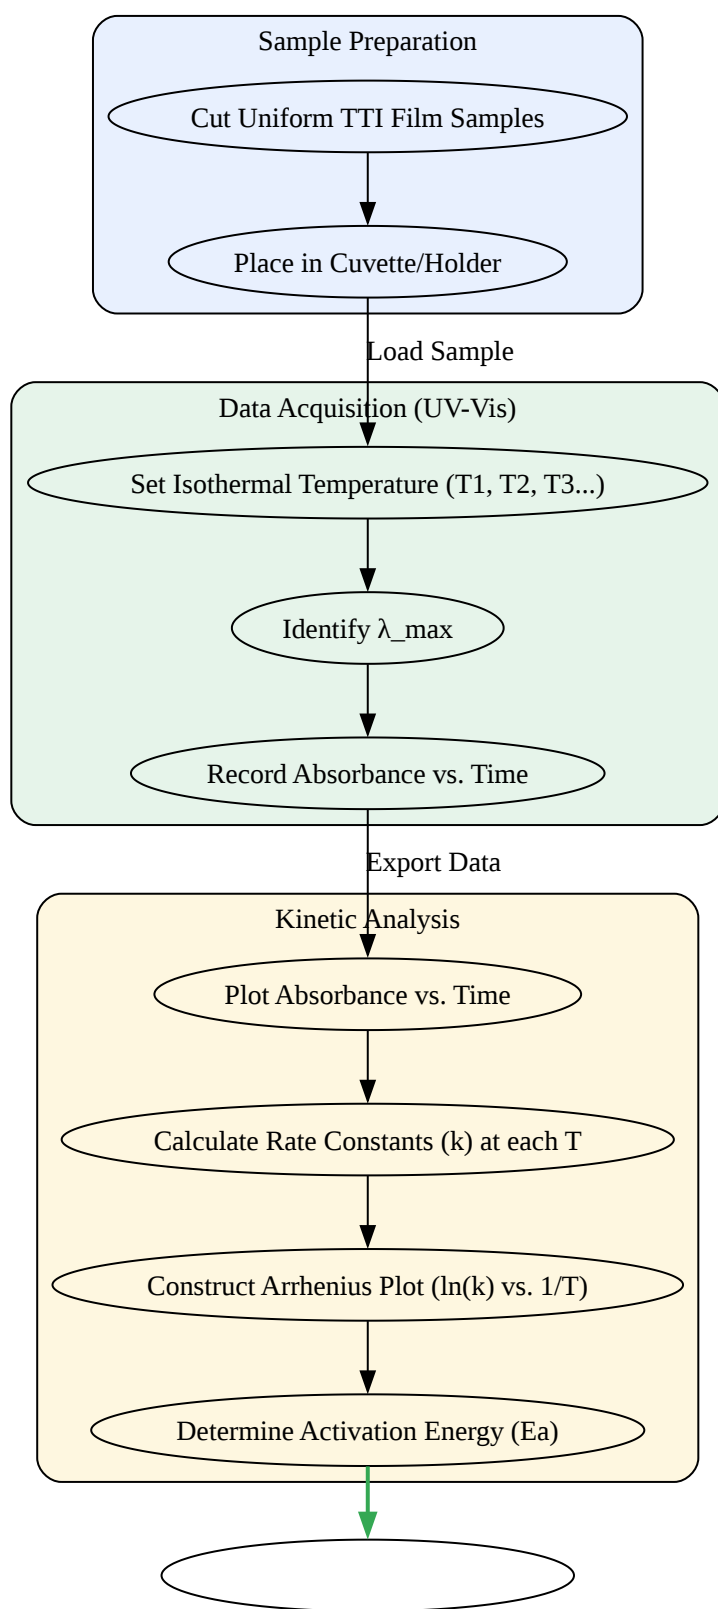 Sample Preparation
Cut Uniform TTI Film Samples
Place in Cuvette/Holder
Load Sample
Data Acquisition (UV-Vis)
Set Isothermal Temperature (T1, T2, T3...)
Identify λ_max
Record Absorbance vs. Time
Export Data
Kinetic Analysis
Plot Absorbance vs. Time
Calculate Rate Constants (k) at each T
Construct Arrhenius Plot (ln(k) vs. 1/T)
Determine Activation Energy (Ea)